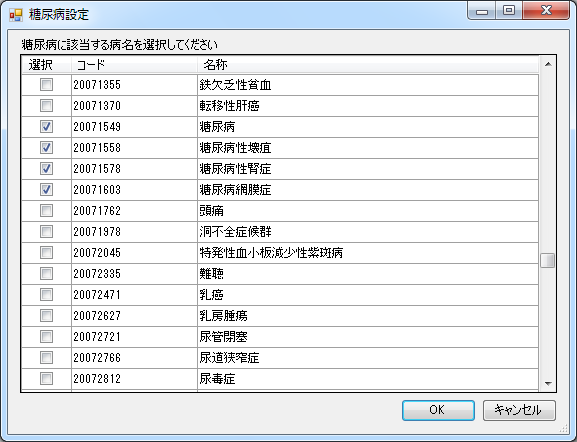 糖尿病設定
糖尿病に該当する病名を選択してください
選択 コード 名称
20071355 鉄欠乏性貧血
20071370 転移性肝癌
20071549 糖尿病
20071558 糖尿病性壊疽
20071578 糖尿病性腎症
20071603 糖尿病網膜症
20071762 頭痛
20071978 洞不全症候群
20072045 特発性血小板減少性紫斑病
20072335 難聴
20072471 乳癌
20072627 乳房腫瘍
20072721 尿管閉塞
20072766 尿道狭窄症
20072812 尿毒症
OK キャンセル